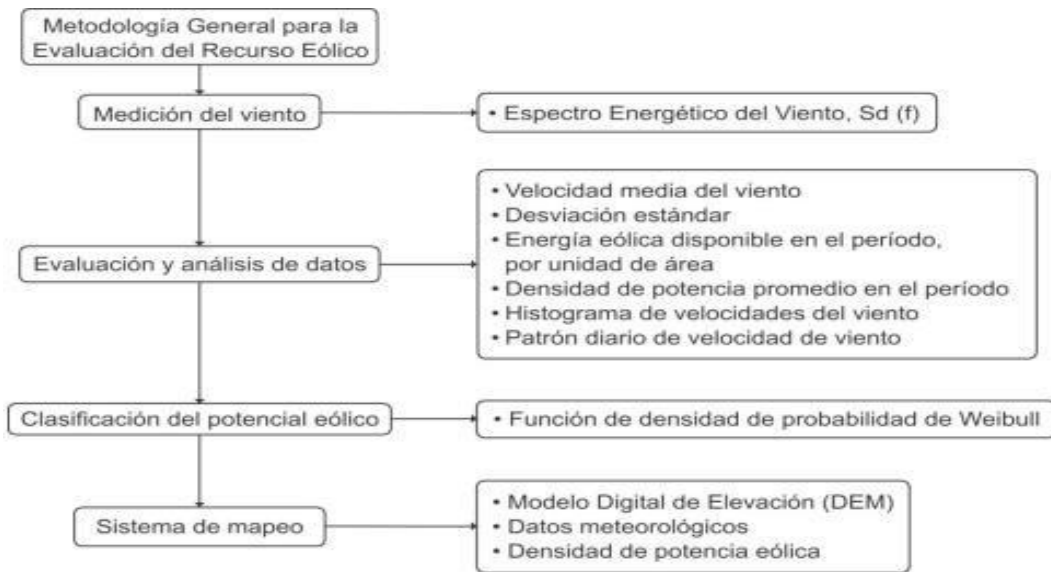 Metodología General para la
Evaluación del Recurso Eólico
Medición del viento
• Espectro Energético del Viento, Sd (f)
Evaluación y análisis de datos
• Velocidad media del viento
• Desviación estándar
• Energía eólica disponible en el período,
por unidad de área
• Densidad de potencia promedio en el período
• Histograma de velocidades del viento
• Patrón diario de velocidad de viento
Clasificación del potencial eólico
• Función de densidad de probabilidad de Weibull
Sistema de mapeo
• Modelo Digital de Elevación (DEM)
• Datos meteorológicos
• Densidad de potencia eólica